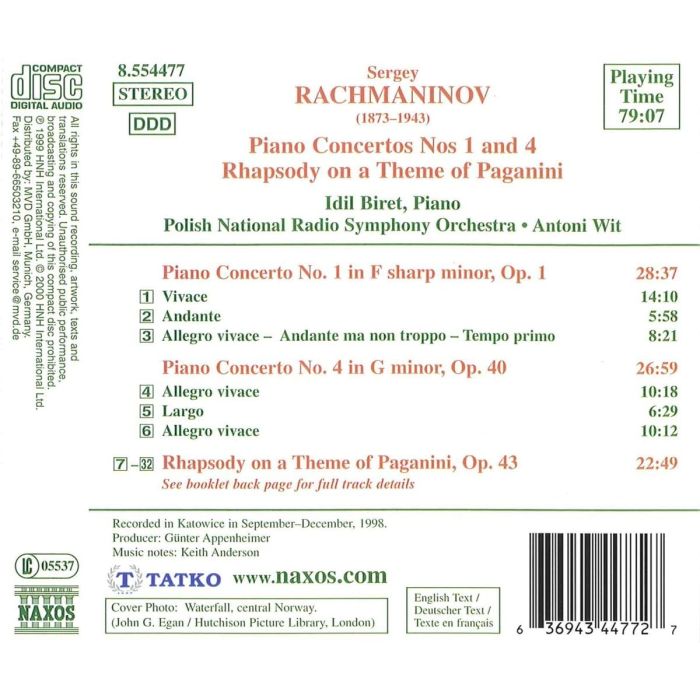 COMPACT
disc
DIGITAL AUDIO
8.554477
STEREO
DDD
Sergey
RACHMANINOV
(1873–1943)
Piano Concertos Nos 1 and 4
Rhapsody on a Theme of Paganini
Idil Biret, Piano
Polish National Radio Symphony Orchestra • Antoni Wit
Playing
Time
79:07
Piano Concerto No. 1 in F sharp minor, Op. 1 28:37
1 Vivace 14:10
2 Andante 5:58
3 Allegro vivace – Andante ma non troppo – Tempo primo 8:21
Piano Concerto No. 4 in G minor, Op. 40 26:59
4 Allegro vivace 10:18
5 Largo 6:29
6 Allegro vivace 10:12
7–32 Rhapsody on a Theme of Paganini, Op. 43 22:49
See booklet back page for full track details
Recorded in Katowice in September–December, 1998.
Producer: Günter Appenheimer
Music notes: Keith Anderson
T TATKO www.naxos.com
Cover Photo: Waterfall, central Norway.
(John G. Egan / Hutchison Picture Library, London)
English Text /
Deutscher Text /
Texte en français
6 36943 44772 7
All rights in this sound recording, artwork, texts and
translations reserved. Unauthorised public performance,
broadcasting and copying of this compact disc prohibited.
℗ 1999 HNH International Ltd. © 2000 HNH International Ltd.
Distributed by: MVD GmbH, Munich, Germany.
Fax +49-89-66503210, e-mail service@mvd.de
LC 05537
NAXOS